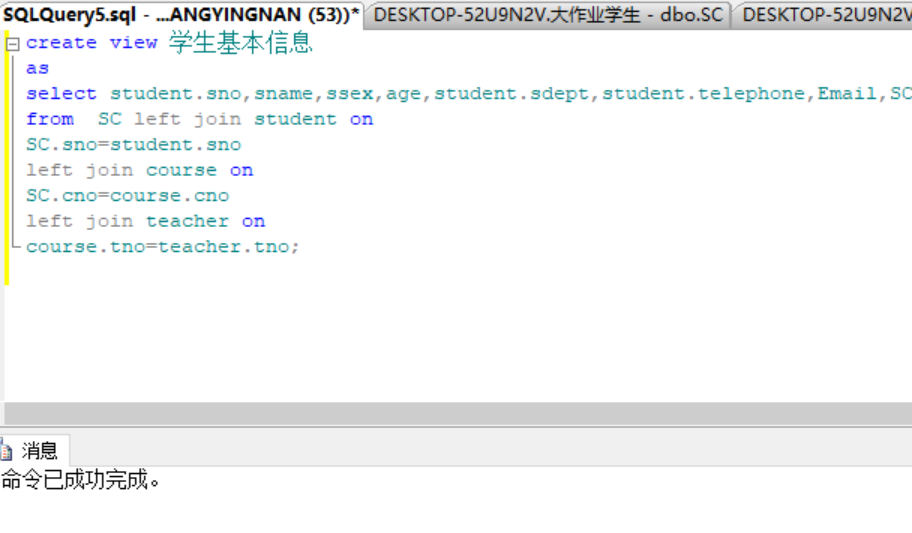 SQLQuery5.sql - ...ANGYINGNAN (53))* DESKTOP-52U9N2V.大作业学生 - dbo.SC DESKTOP-52U9N2V
create view 学生基本信息
as
select student.sno,sname,ssex,age,student.sdept,student.telephone,Email,SC
from  SC left join student on
SC.sno=student.sno
left join course on
SC.cno=course.cno
left join teacher on
course.tno=teacher.tno;
消息
命令已成功完成。